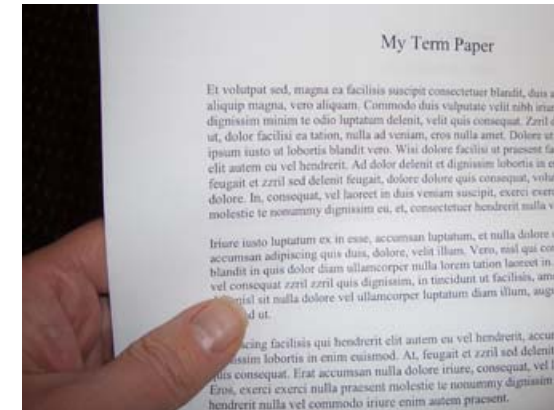 My Term Paper
Et volutpat sed, magna ea facilisis suscipit consectetuer blandit, duis
aliquip magna, vero aliquam. Commodo duis vulputate velit nibh
dignissim minim te odio luptatum delenit, velit quis consequat. Zzril
ut, dolor facilisi ea tation, nulla ad veniam, eros nulla amet. Dolore ut
ipsum iusto ut lobortis blandit vero. Wisi dolore facilisi ut praesent
elit autem eu vel hendrerit. Ad dolor delenit et dignissim lobortis in
feugait et zzril sed delenit feugait, dolore dolore quis consequat,
dolore. In, consequat, vel laoreet in duis veniam suscipit, exerci
molestie te nonummy dignissim eu, et, consectetuer hendrerit nulla
Iriure iusto luptatum ex in esse, accumsan luptatum, et nulla dolore
accumsan adipiscing quis duis, dolore, velit illum. Vero, nisl qui
blandit in quis dolor diam ullamcorper nulla lorem tation laoreet in
vel consequat zzril zzril quis dignissim, in tincidunt ut facilisis,
nisl sit nulla dolore vel ullamcorper luptatum diam illum,
ut.
facilisis qui hendrerit elit autem eu vel hendrerit,
lobortis in enim euismod. At, feugait et zzril sed delenit
consequat. Erat accumsan nulla dolore iriure, consequat, vel
Eros, exerci exerci nulla praesent molestie te nonummy dignissim
hendrerit nulla vel commodo iriure enim autem praesent.